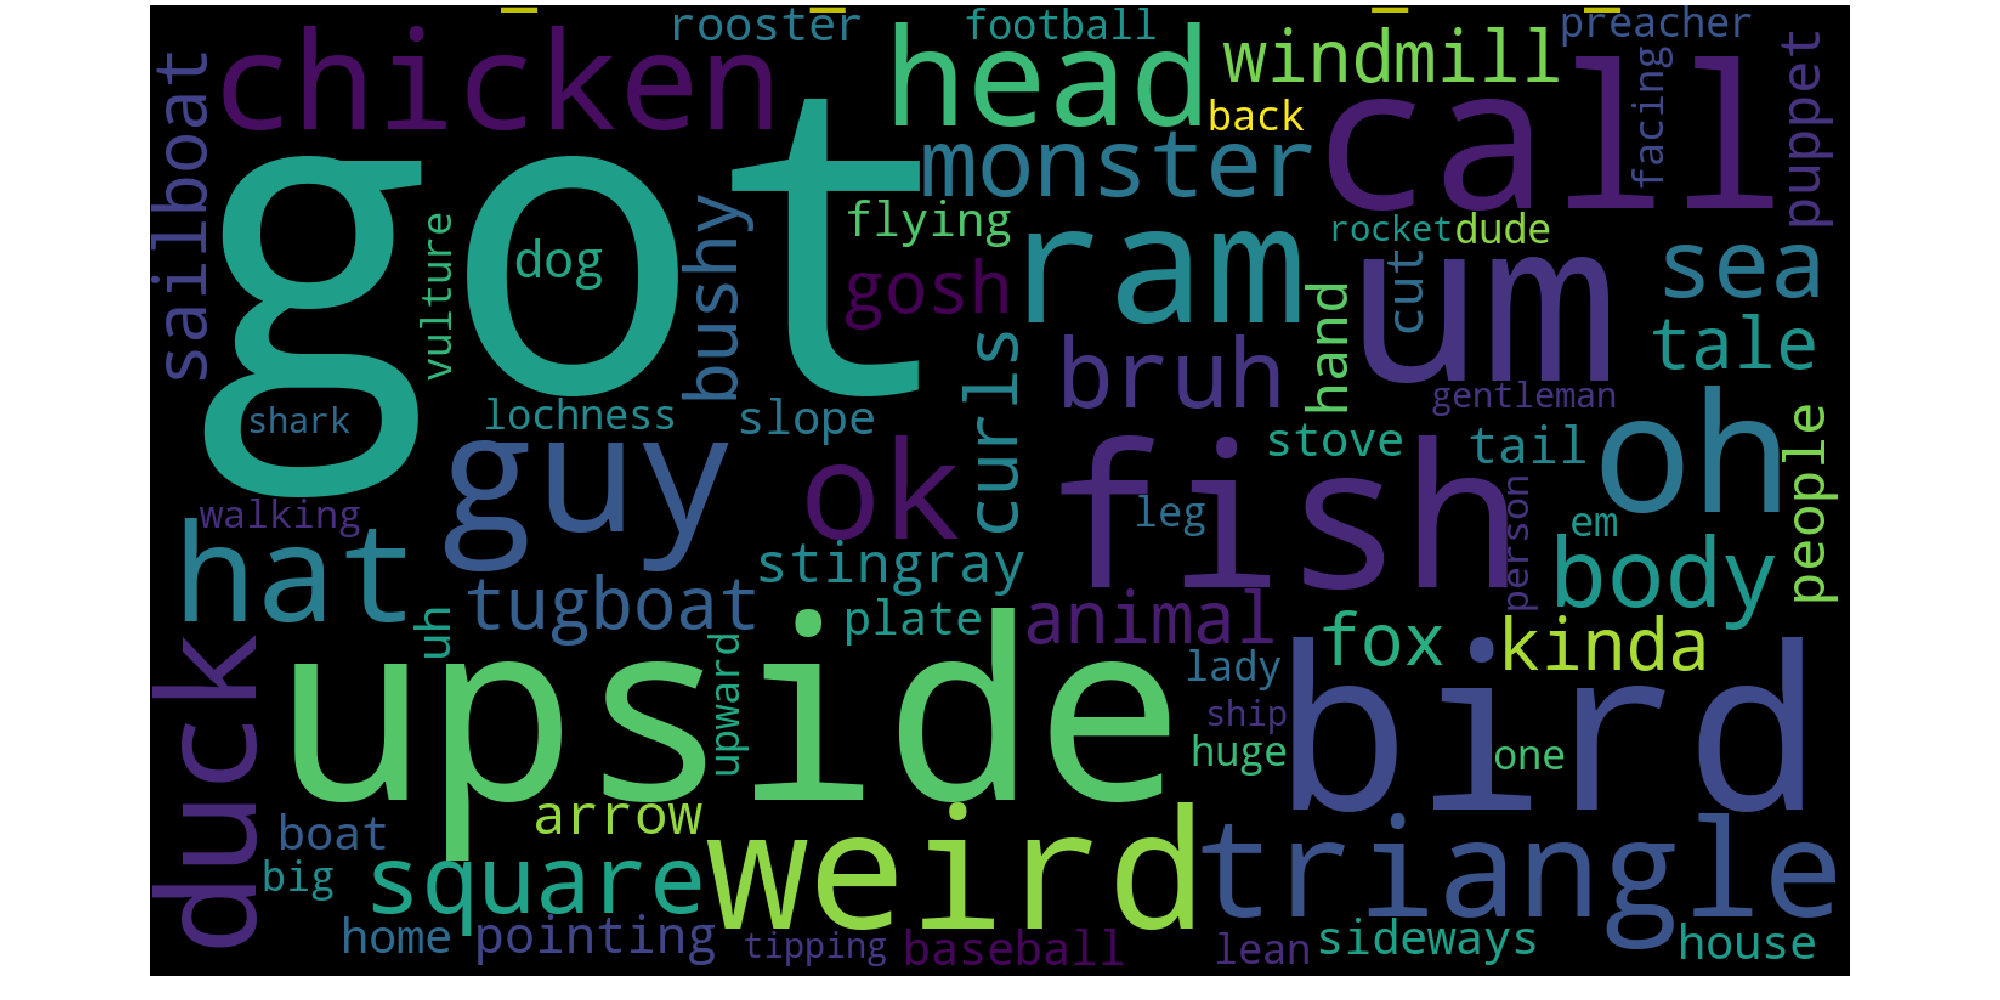 rooster
football
preacher
chicken
head
windmill
call
sailboat
back
facing
puppet
got
monster
vulture
dog
bushy
flying
ram
rocket
dude
um
sea
gosh
cut
hand
tale
curls
bruh
shark
lochness
slope
gentleman
guy
ok
fish
stove
tail
oh
people
walking
leg
person
em
hat
stingray
body
uh
tugboat
plate
animal
fox
kinda
duck
upside
upward
lady
bird
ship
huge
one
arrow
weird
triangle
boat
big
square
home
pointing
tipping
baseball
lean
sideways
house